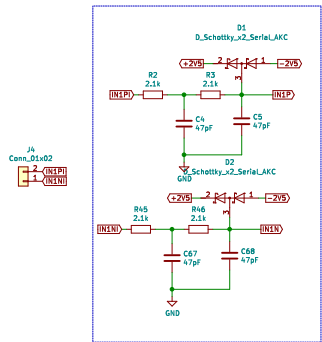 D1
D_Schottky_x2_Serial_AKC
+2V5
2
1
-2V5
3
R2
2.1k
R3
2.1k
IN1PI
IN1P
C4
47pF
C5
47pF
GND
J4
Conn_01x02
2
IN1PI
1
IN1NI
D2
D_Schottky_x2_Serial_AKC
+2V5
2
1
-2V5
3
R45
2.1k
R46
2.1k
IN1NI
IN1N
C67
47pF
C68
47pF
GND